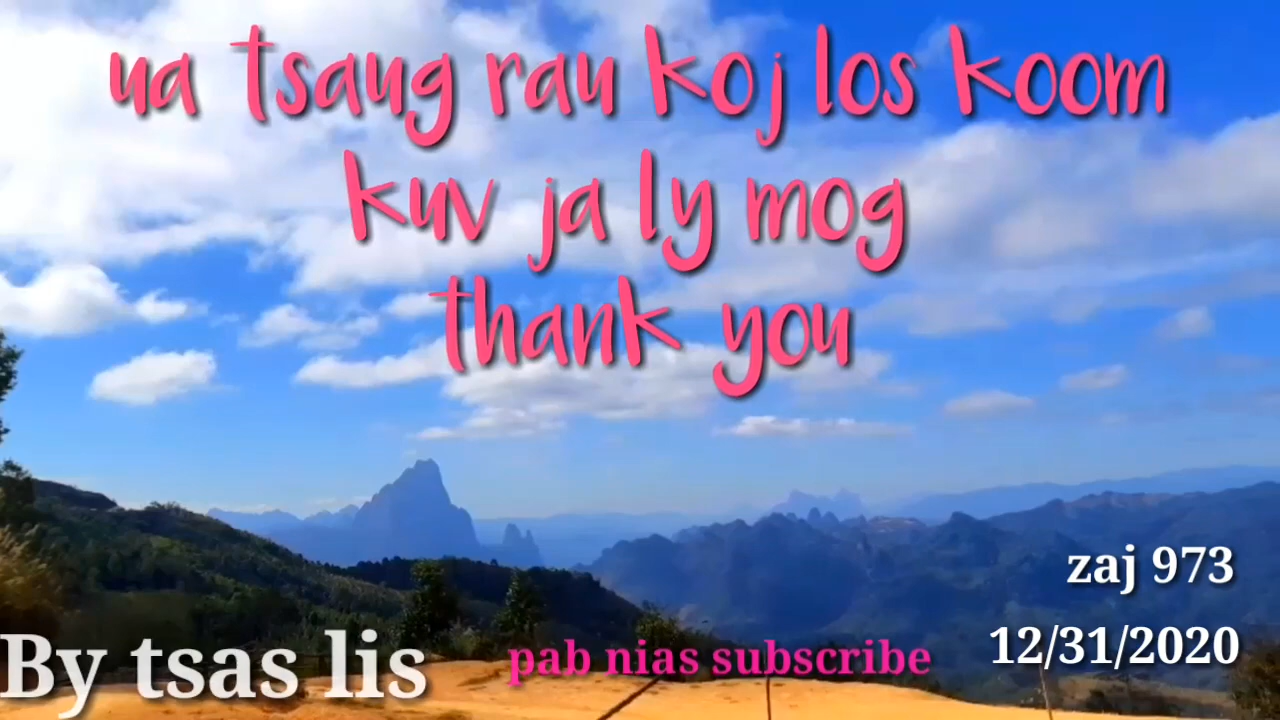 ua tsaug rau koj los koom
kuv ja ly mog
thank you
zaj 973
12/31/2020
By tsas lis
pab nias subscribe